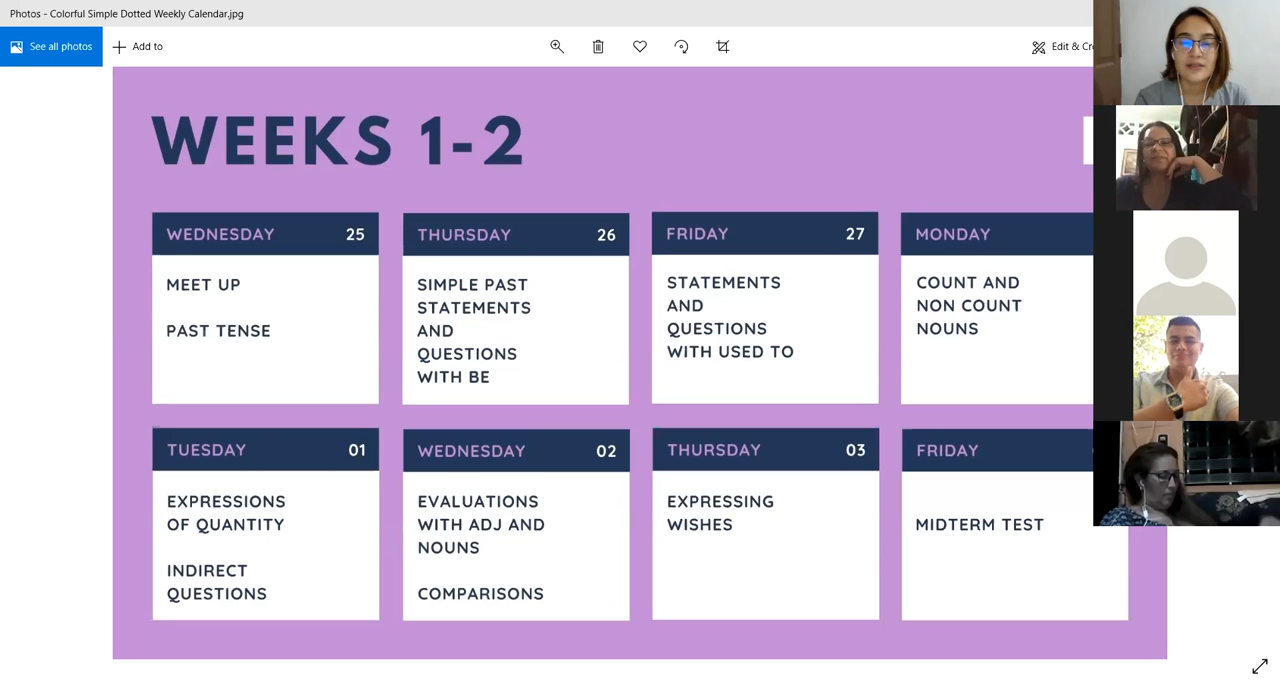 Photos - Colorful Simple Dotted Weekly Calendar.jpg
See all photos
Add to
Edit &
WEEKS 1-2
WEDNESDAY 25
MEET UP
PAST TENSE
THURSDAY 26
SIMPLE PAST
STATEMENTS
AND
QUESTIONS
WITH BE
FRIDAY 27
STATEMENTS
AND
QUESTIONS
WITH USED TO
MONDAY
COUNT AND
NON COUNT
NOUNS
TUESDAY 01
EXPRESSIONS
OF QUANTITY
INDIRECT
QUESTIONS
WEDNESDAY 02
EVALUATIONS
WITH ADJ AND
NOUNS
COMPARISONS
THURSDAY 03
EXPRESSING
WISHES
FRIDAY
MIDTERM TEST